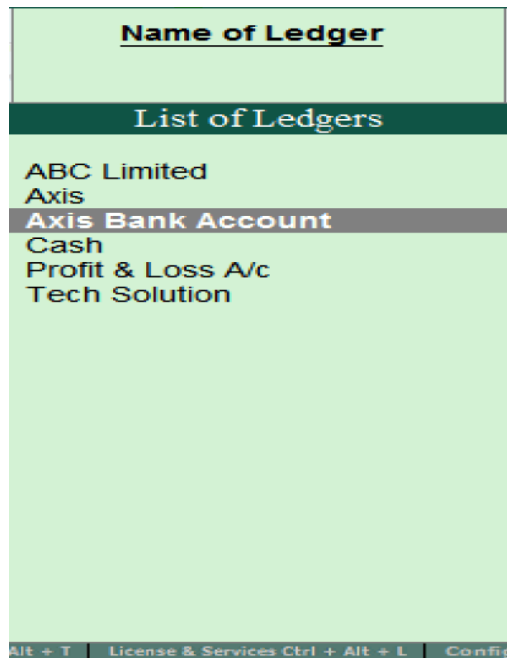 Name of Ledger
List of Ledgers
ABC Limited
Axis
Axis Bank Account
Cash
Profit & Loss A/c
Tech Solution
Alt + T License & Services Ctrl + Alt + L